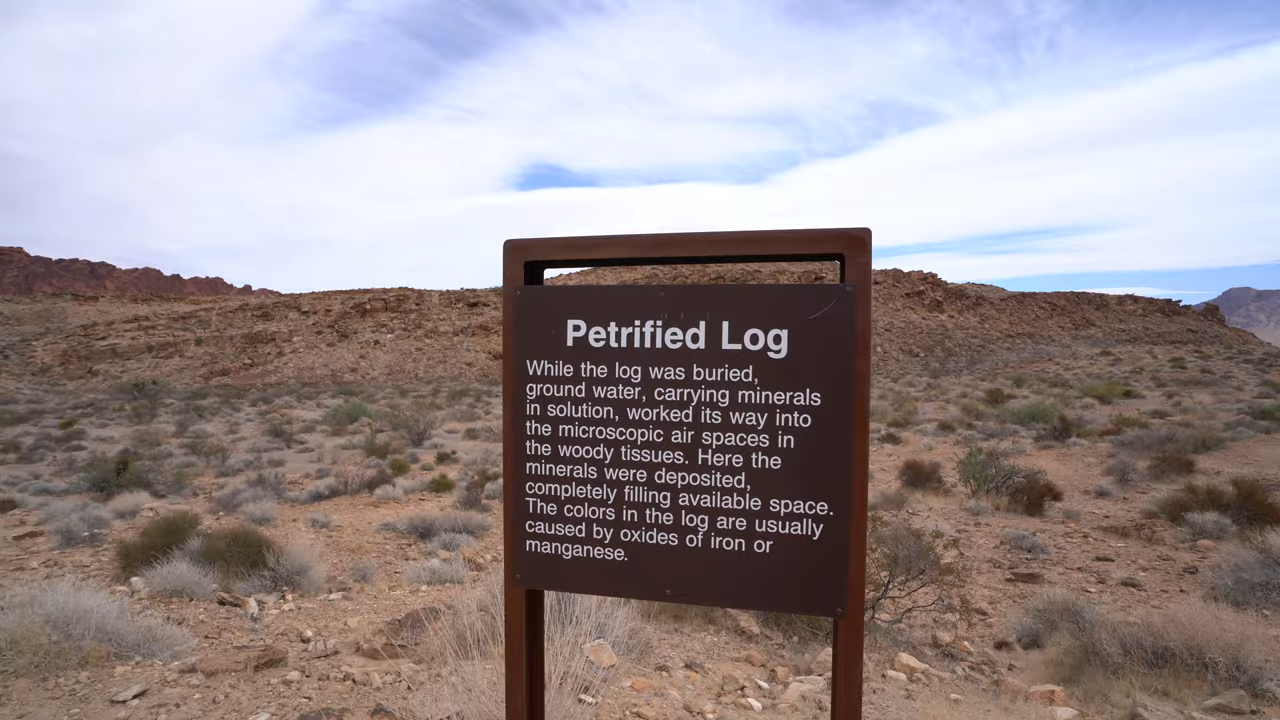 Petrified Log
While the log was buried,
ground water, carrying minerals
in solution, worked its way into
the microscopic air spaces in
the woody tissues. Here the
minerals were deposited,
completely filling available space.
The colors in the log are usually
caused by oxides of iron or
manganese.